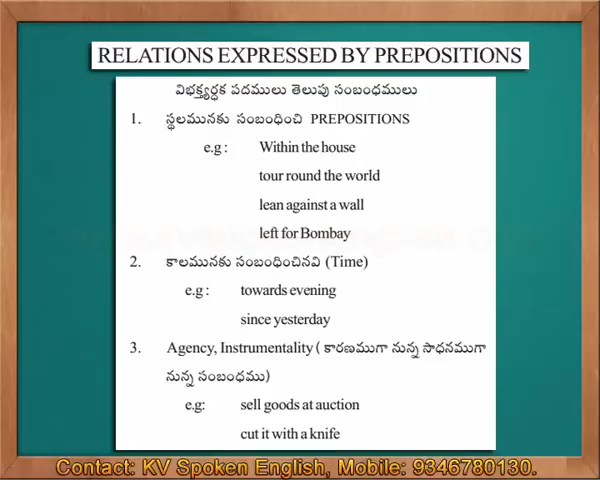 RELATIONS EXPRESSED BY PREPOSITIONS
విభక్త్యర్ధక పదములు తెలుపు సంబంధములు
1. స్థలమునకు సంబంధించి PREPOSITIONS
e.g : Within the house
tour round the world
lean against a wall
left for Bombay
2. కాలమునకు సంబంధించినవి (Time)
e.g : towards evening
since yesterday
3. Agency, Instrumentality ( కారణముగా నున్న సాధనముగా
నున్న సంబంధము)
e.g: sell goods at auction
cut it with a knife
Contact: KV Spoken English, Mobile: 9346780130.